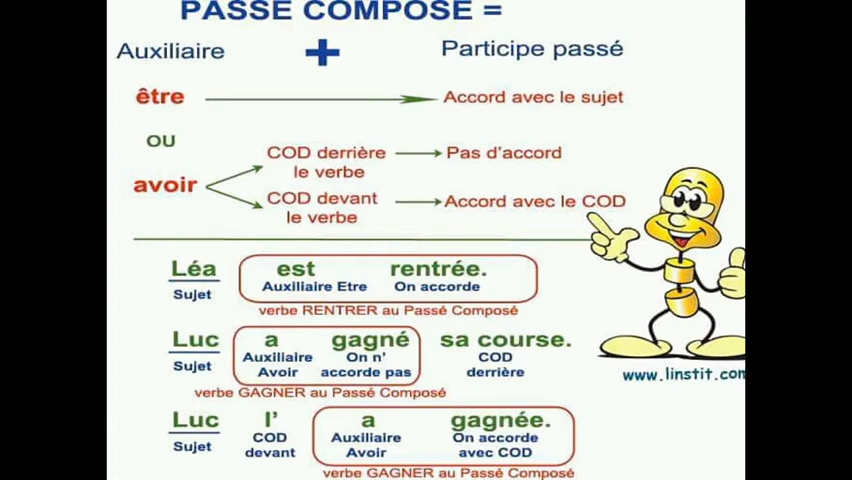 PASSÉ COMPOSÉ =
Auxiliaire + Participe passé
être Accord avec le sujet
OU
avoir
COD derrière le verbe Pas d'accord
COD devant le verbe Accord avec le COD
Léa est rentrée.
Sujet Auxiliaire Etre On accorde
verbe RENTRER au Passé Composé
Luc a gagné sa course.
Sujet Auxiliaire Avoir On n' accorde pas COD derrière
verbe GAGNER au Passé Composé
Luc l' a gagnée.
Sujet COD devant Auxiliaire Avoir On accorde avec COD
verbe GAGNER au Passé Composé
www.linstit.com